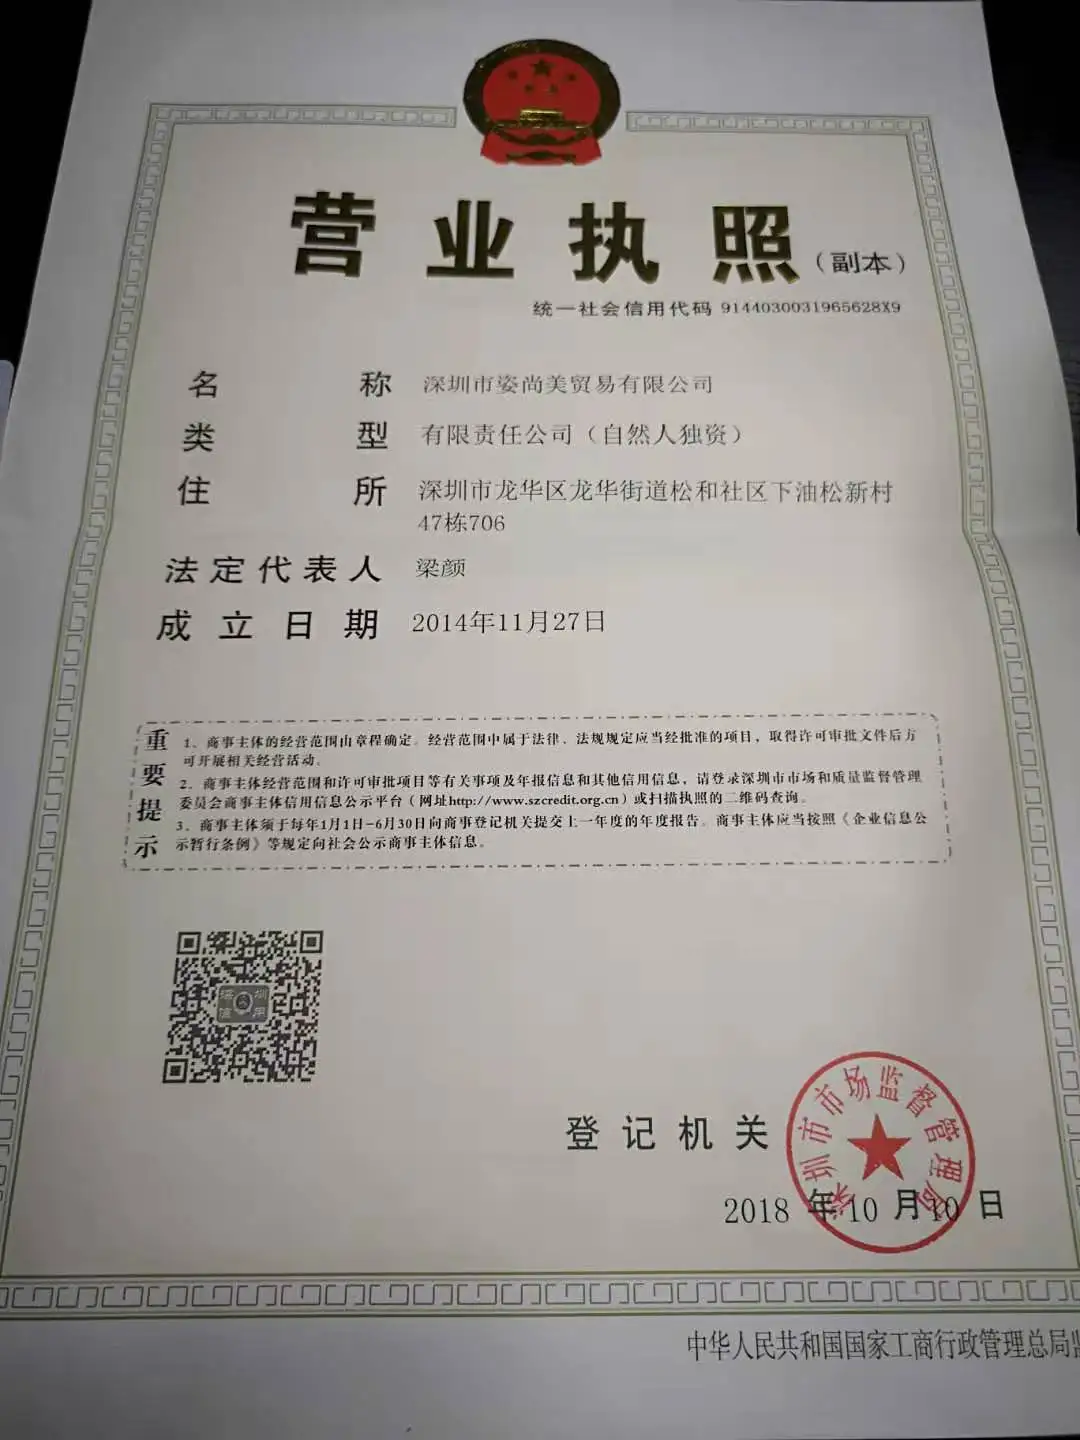 营业执照(副本)
统一社会信用代码 9144030031965628X9
名称 深圳市姿尚美贸易有限公司
类型 有限责任公司（自然人独资）
住所 深圳市龙华区龙华街道松和社区下油松新村
47栋706
法定代表人 梁颜
成立日期 2014年11月27日
重要提示
1、商事主体的经营范围由章程确定。经营范围中属于法律、法规规定应当经批准的项目，取得许可审批文件后方
可开展相关经营活动。
2、商事主体经营范围和许可审批项目等有关事项及年报信息和其他信用信息，请登录深圳市市场和质量监督管理
委员会商事主体信用信息公示平台（网址http://www.szcredit.org.cn）或扫描执照的二维码查询。
3、商事主体须于每年1月1日-6月30日向商事登记机关提交上一年度的年度报告。商事主体应当按照《企业信息公
示暂行条例》等规定向社会公示商事主体信息。
深圳
信用
登记机关
深圳市市场监督管理局
2018年10月10日
中华人民共和国国家工商行政管理总局监